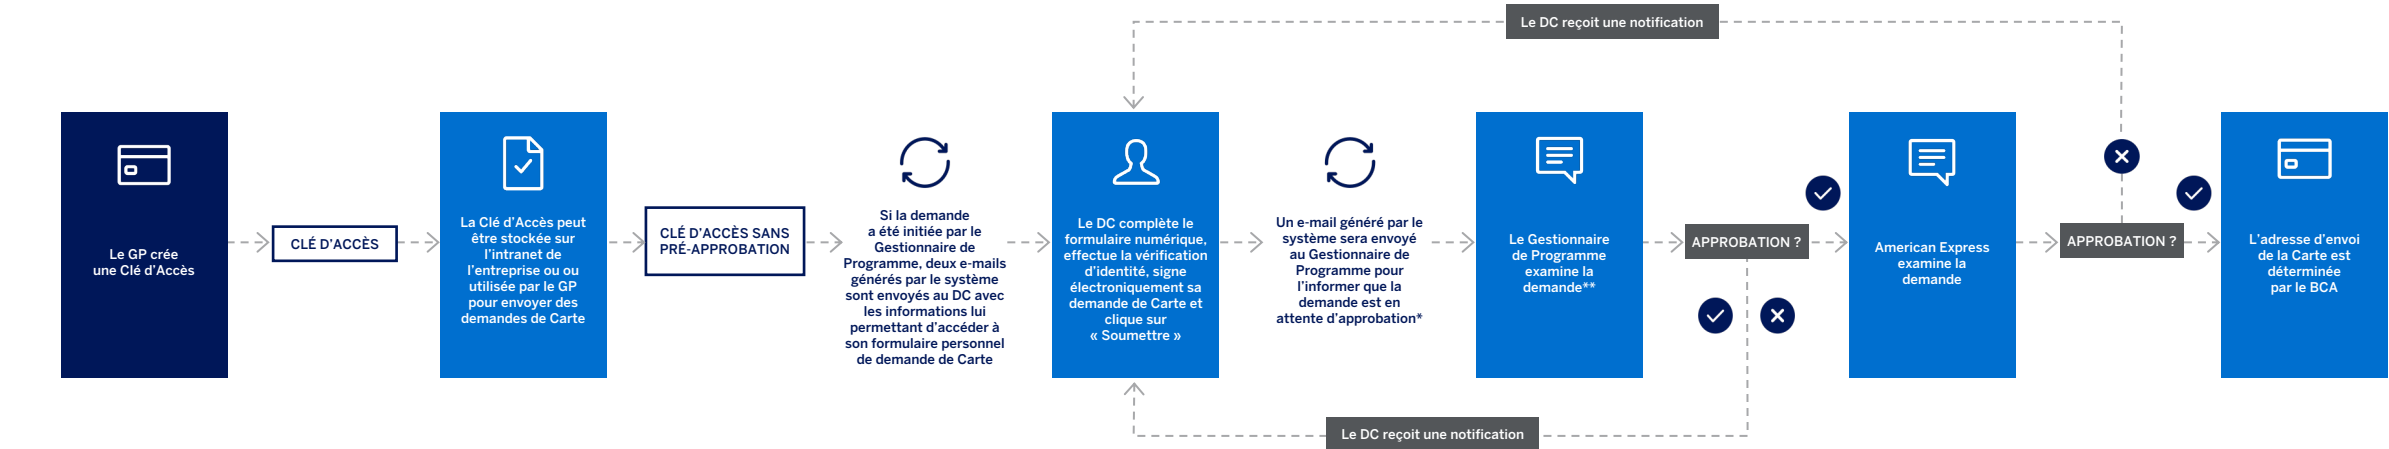 Le DC reçoit une notification
Le GP crée
une Clé d'Accès
CLÉ D'ACCÈS
La Clé d'Accès peut
être stockée sur
l'intranet de
l'entreprise ou ou
utilisée par le GP
pour envoyer des
demandes de Carte
CLÉ D'ACCÈS SANS
PRÉ-APPROBATION
Si la demande
a été initiée par le
Gestionnaire de
Programme, deux e-mails
générés par le système
sont envoyés au DC avec
les informations lui
permettant d'accéder à
son formulaire personnel
de demande de Carte
Le DC complète le
formulaire numérique,
effectue la vérification
d'identité, signe
électroniquement sa
demande de Carte et
clique sur
« Soumettre »
Un e-mail généré par le
système sera envoyé
au Gestionnaire de
Programme pour
l'informer que la
demande est en
attente d'approbation*
Le Gestionnaire
de Programme
examine la
demande**
APPROBATION ?
American Express
examine la
demande
APPROBATION ?
L'adresse d'envoi
de la Carte est
déterminée
par le BCA
Le DC reçoit une notification